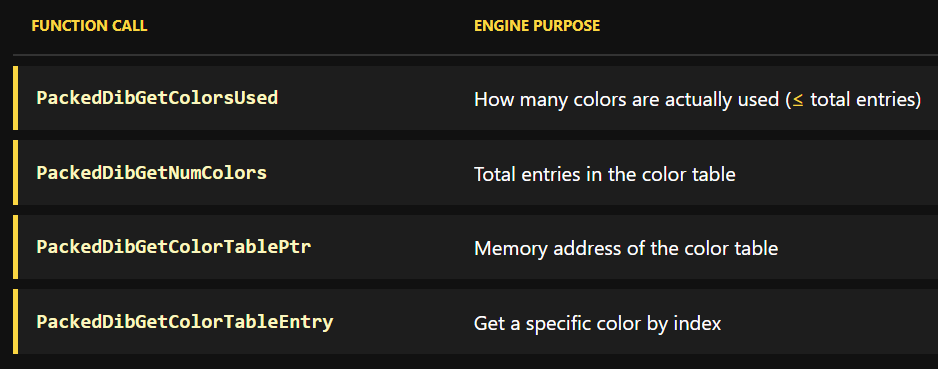 FUNCTION CALL ENGINE PURPOSE
PackedDibGetColorsUsed How many colors are actually used (≤ total entries)
PackedDibGetNumColors Total entries in the color table
PackedDibGetColorTablePtr Memory address of the color table
PackedDibGetColorTableEntry Get a specific color by index